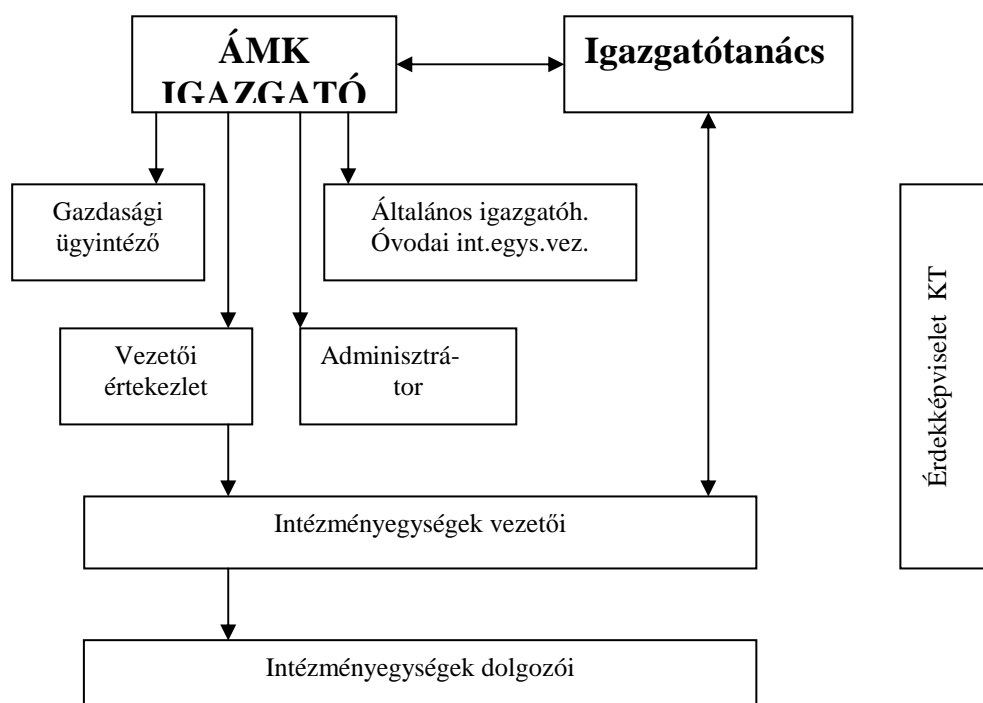 ÁMK
IGAZGATÓ
Igazgatótanács
Gazdasági
ügyintéző
Általános igazgatóh.
Óvodai int.egys.vez.
Vezetői
értekezlet
Adminisztrá-
tor
Érdekképviselet KT
Intézményegységek vezetői
Intézményegységek dolgozói